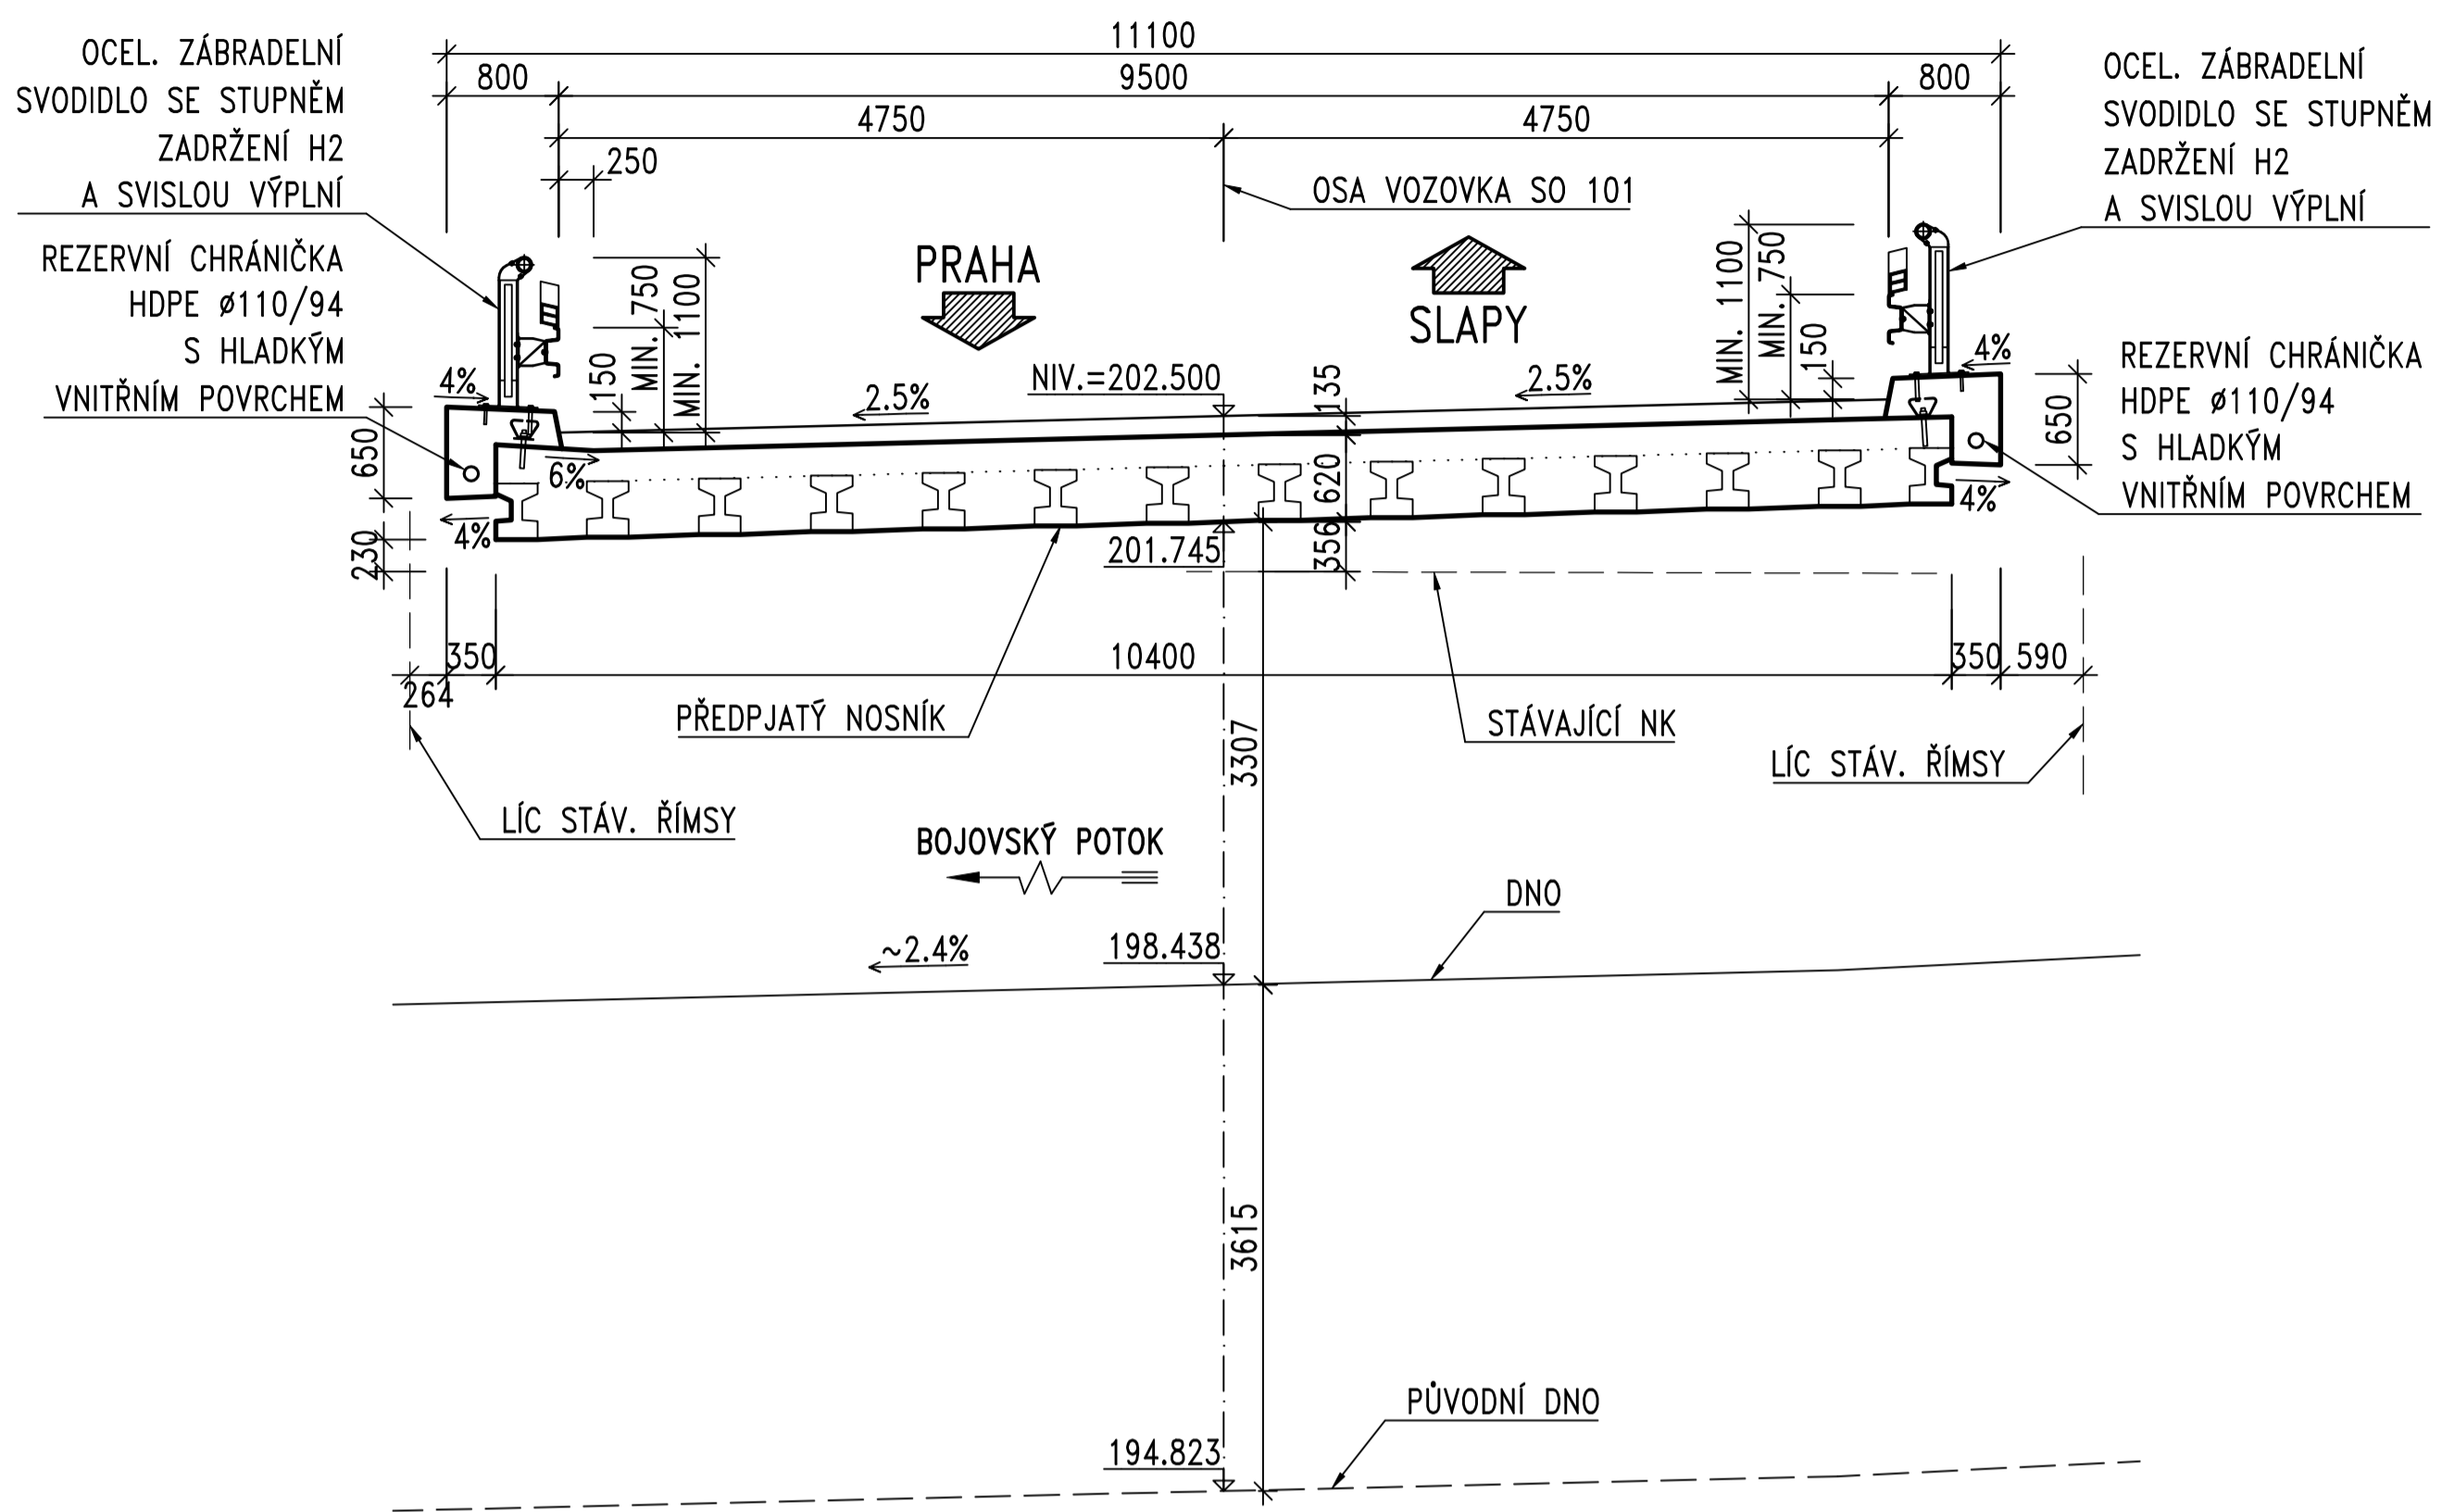 11100
800
9500
800
4750
4750
250
OCEL. ZÁBRADELNÍ
SVODIDLO SE STUPNĚM
ZADRŽENÍ H2
A SVISLOU VÝPLNÍ
OCEL. ZÁBRADELNÍ
SVODIDLO SE STUPNĚM
ZADRŽENÍ H2
A SVISLOU VÝPLNÍ
OSA VOZOVKA SO 101
REZERVNÍ CHRÁNIČKA
HDPE ø110/94
S HLADKÝM
VNITŘNÍM POVRCHEM
PRAHA
SLAPY
150
MIN. 750
MIN. 1100
MIN. 1100
MIN. 750
150
REZERVNÍ CHRÁNIČKA
HDPE ø110/94
S HLADKÝM
VNITŘNÍM POVRCHEM
4%
2.5%
NIV.=202.500
135
2.5%
4%
650
650
6%
620
4%
4%
230
201.745
356
350
10400
350
590
264
PŘEDPJATÝ NOSNÍK
STÁVAJÍCÍ NK
3307
LÍC STÁV. ŘÍMSY
LÍC STÁV. ŘÍMSY
BOJOVSKÝ POTOK
DNO
~2.4%
198.438
3615
PŮVODNÍ DNO
194.823